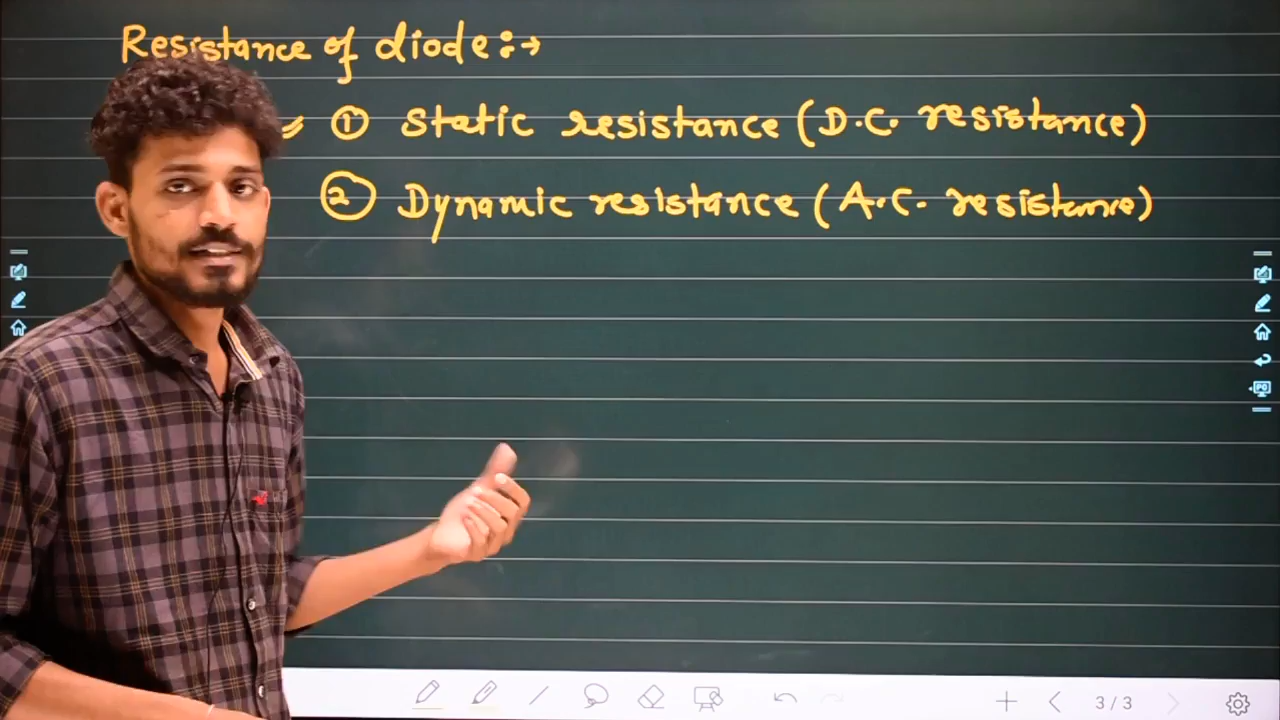 Resistance of diode :→
① Static resistance (D.C. resistance)
② Dynamic resistance (A.C. resistance)
3/3